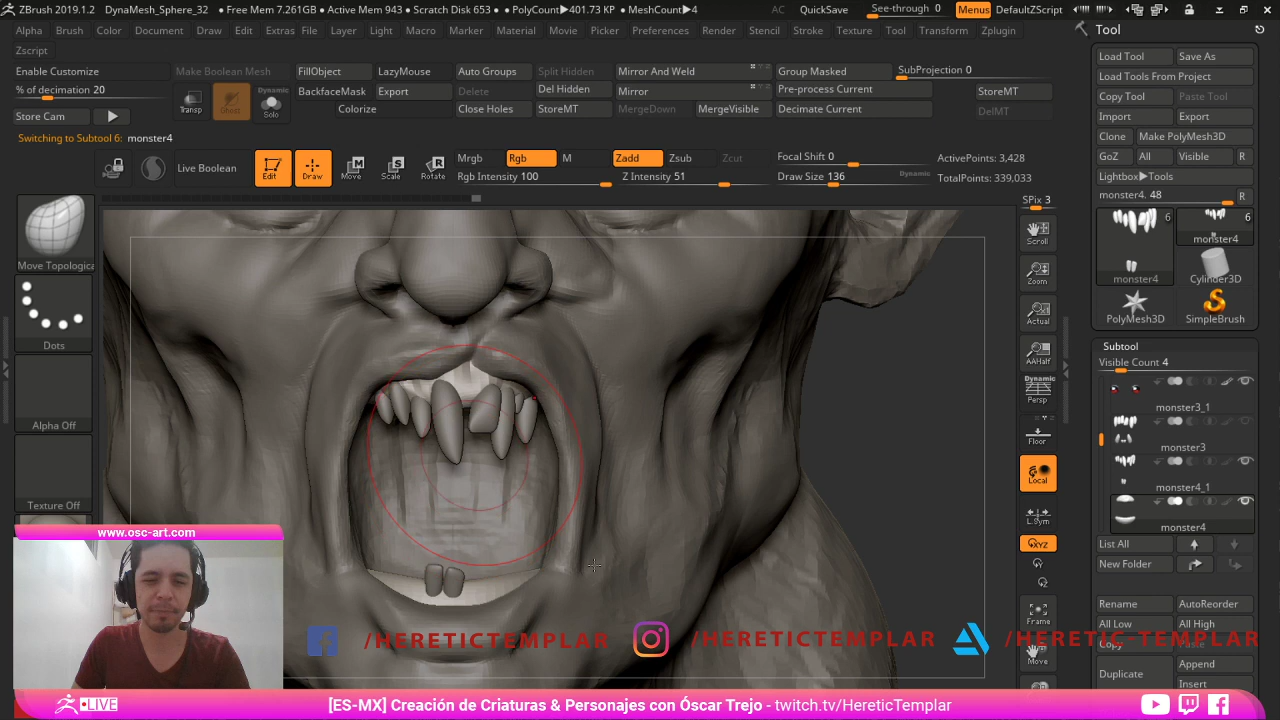 ZBrush 2019.1.2 DynaMesh_Sphere_32 • Free Mem 7.261GB • Active Mem 943 • Scratch Disk 653 • • PolyCount▶401.73 KP • MeshCount▶4 AC QuickSave See-through 0 Menus DefaultZScript
Alpha Brush Color Document Draw Edit Extras File Layer Light Macro Marker Material Movie Picker Preferences Render Stencil Stroke Texture Tool Transform Zplugin
Zscript
Enable Customize Make Boolean Mesh FillObject LazyMouse Auto Groups Split Hidden Mirror And Weld Group Masked SubProjection 0
% of decimation 20 Transp Ghost Dynamic Solo BackfaceMask Export Delete Del Hidden Mirror Pre-process Current StoreMT
Store Cam Colorize Close Holes StoreMT MergeDown MergeVisible Decimate Current DelMT
Switching to Subtool 6: monster4
Live Boolean Edit Draw Move Scale Rotate Mrgb Rgb M Zadd Zsub Zcut Focal Shift 0 ActivePoints: 3,428
Rgb Intensity 100 Z Intensity 51 Draw Size 136 Dynamic TotalPoints: 339,033
Move Topologica
Dots
Alpha Off
Texture Off
SPix 3
Scroll
Zoom
Actual
AAHalf
Dynamic
Persp
Floor
Local
L.Sym
XYZ
Frame
Move
Tool
Load Tool Save As
Load Tools From Project
Copy Tool Paste Tool
Import Export
Clone Make PolyMesh3D
GoZ All Visible R
Lightbox▶Tools
monster4. 48 R
6 6
monster4
monster4 Cylinder3D
PolyMesh3D SimpleBrush
Subtool
Visible Count 4
monster3_1
monster3
monster4_1
monster4
List All
New Folder
Rename AutoReorder
All Low All High
Copy Paste
Duplicate Append
Insert
www.osc-art.com
/HERETICTEMPLAR /HERETICTEMPLAR /HERETIC_TEMPLAR
LIVE [ES-MX] Creación de Criaturas & Personajes con Óscar Trejo - twitch.tv/HereticTemplar